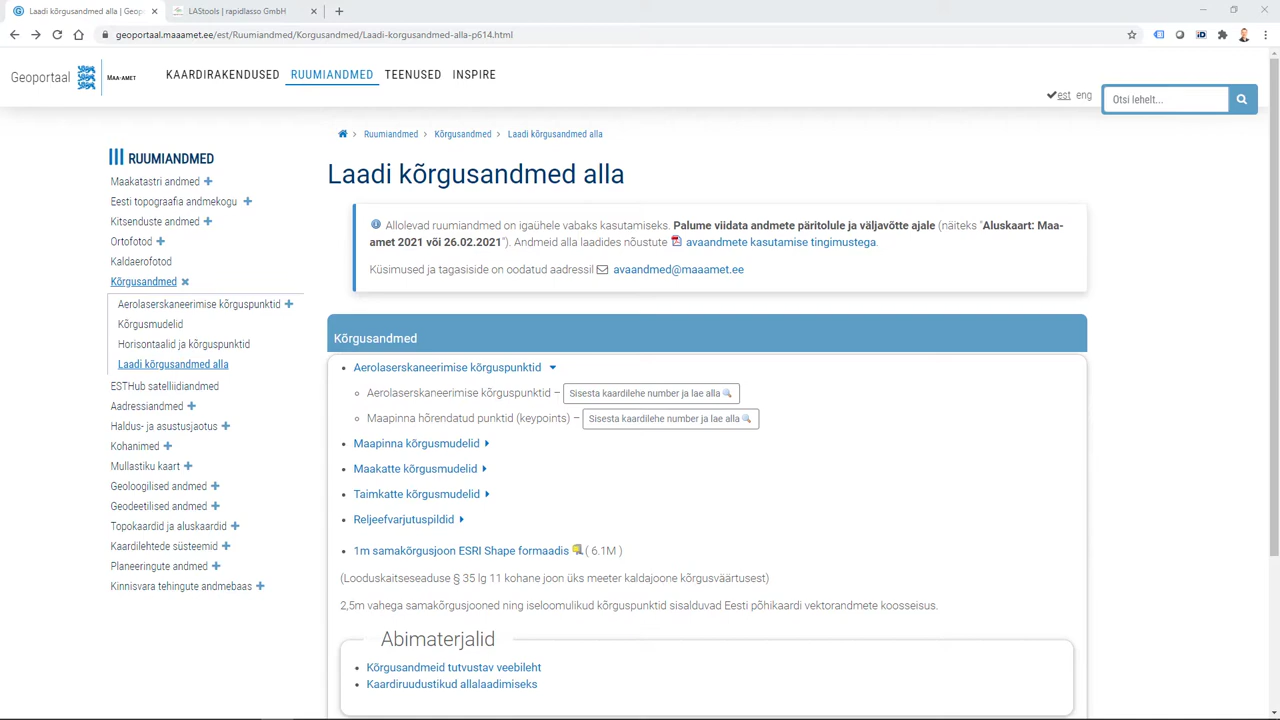 Laadi kõrgusandmed alla | Geop
LAStools | rapidlasso GmbH
geoportaal.maaamet.ee/est/Ruumiandmed/Korgusandmed/Laadi-korgusandmed-alla-p614.html
Geoportaal
MAA-AMET
KAARDIRAKENDUSED
RUUMIANDMED
TEENUSED
INSPIRE
est eng
Otsi lehelt...
Ruumiandmed > Kõrgusandmed > Laadi kõrgusandmed alla
RUUMIANDMED
Maakatastri andmed +
Eesti topograafia andmekogu +
Kitsenduste andmed +
Ortofotod +
Kaldaerofotod
Kõrgusandmed ×
Aerolaserskaneerimise kõrguspunktid +
Kõrgusmudelid
Horisontaalid ja kõrguspunktid
Laadi kõrgusandmed alla
ESTHub satelliidiandmed
Aadressiandmed +
Haldus- ja asustusjaotus +
Kohanimed +
Mullastiku kaart +
Geoloogilised andmed +
Geodeetilised andmed +
Topokaardid ja aluskaardid +
Kaardilehtede süsteemid +
Planeeringute andmed +
Kinnisvara tehingute andmebaas +
Laadi kõrgusandmed alla
Allolevad ruumiandmed on igaühele vabaks kasutamiseks. Palume viidata andmete päritolule ja väljavõtte ajale (näiteks "Aluskaart: Maa-
amet 2021 või 26.02.2021"). Andmeid alla laadides nõustute avaandmete kasutamise tingimustega.
Küsimused ja tagasiside on oodatud aadressil avaandmed@maaamet.ee
Kõrgusandmed
Aerolaserskaneerimise kõrguspunktid
Aerolaserskaneerimise kõrguspunktid – Sisesta kaardilehe number ja lae alla
Maapinna hõrendatud punktid (keypoints) – Sisesta kaardilehe number ja lae alla
Maapinna kõrgusmudelid
Maakatte kõrgusmudelid
Taimkatte kõrgusmudelid
Reljeefvarjutuspildid
1m samakõrgusjoon ESRI Shape formaadis ( 6.1M )
(Looduskaitseseaduse § 35 lg 11 kohane joon üks meeter kaldajoone kõrgusväärtusest)
2,5m vahega samakõrgusjooned ning iseloomulikud kõrguspunktid sisalduvad Eesti põhikaardi vektorandmete koosseisus.
Abimaterjalid
Kõrgusandmeid tutvustav veebileht
Kaardiruudustikud allalaadimiseks